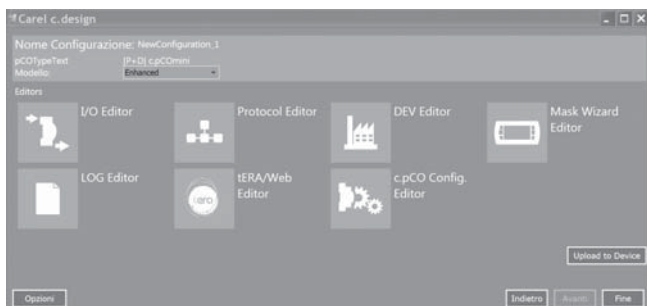 Carel c.design
Nome Configurazione: NewConfiguration_1
pCOTypeText [P+D] c.pCOmini
Modello: Enhanced
Editors
I/O Editor
Protocol Editor
DEV Editor
Mask Wizard
Editor
LOG Editor
tERA/Web
Editor
c.pCO Config.
Editor
tERA
Upload to Device
Opzioni
Indietro
Avanti
Fine